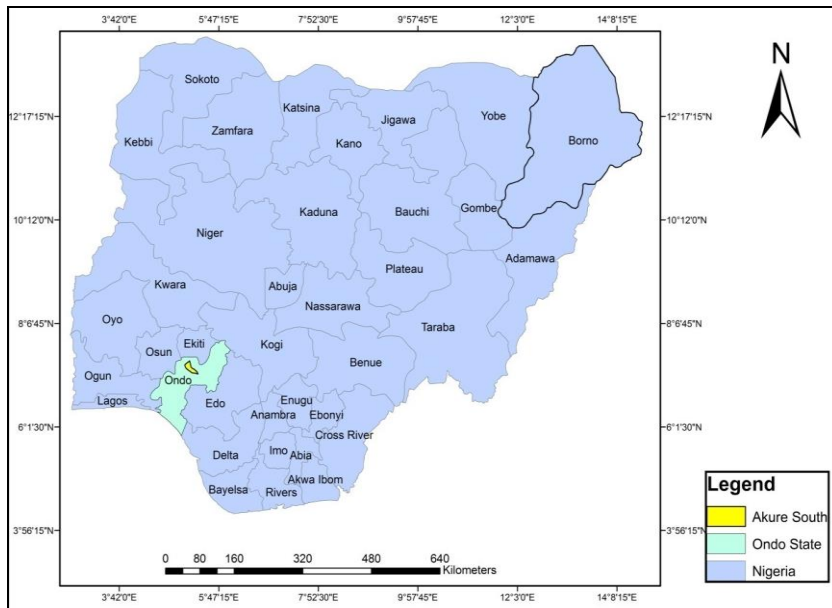 3°42'0"E 5°47'15"E 7°52'30"E 9°57'45"E 12°3'0"E 14°8'15"E
N
Sokoto
Katsina
Jigawa
Yobe
12°17'15"N 12°17'15"N
Zamfara
Kano
Borno
Kebbi
10°12'0"N 10°12'0"N
Kaduna
Bauchi
Gombe
Niger
Adamawa
Plateau
Kwara
Abuja
Nassarawa
8°6'45"N 8°6'45"N
Oyo
Taraba
Osun
Ekiti
Kogi
Benue
Ogun
Ondo
Lagos
Edo
Enugu
Anambra
Ebonyi
6°1'30"N 6°1'30"N
Cross River
Delta
Imo
Abia
Akwa Ibom
Bayelsa
Rivers
Legend
Akure South
Ondo State
Nigeria
3°56'15"N 3°56'15"N
0 80 160 320 480 640
Kilometers
3°42'0"E 5°47'15"E 7°52'30"E 9°57'45"E 12°3'0"E 14°8'15"E